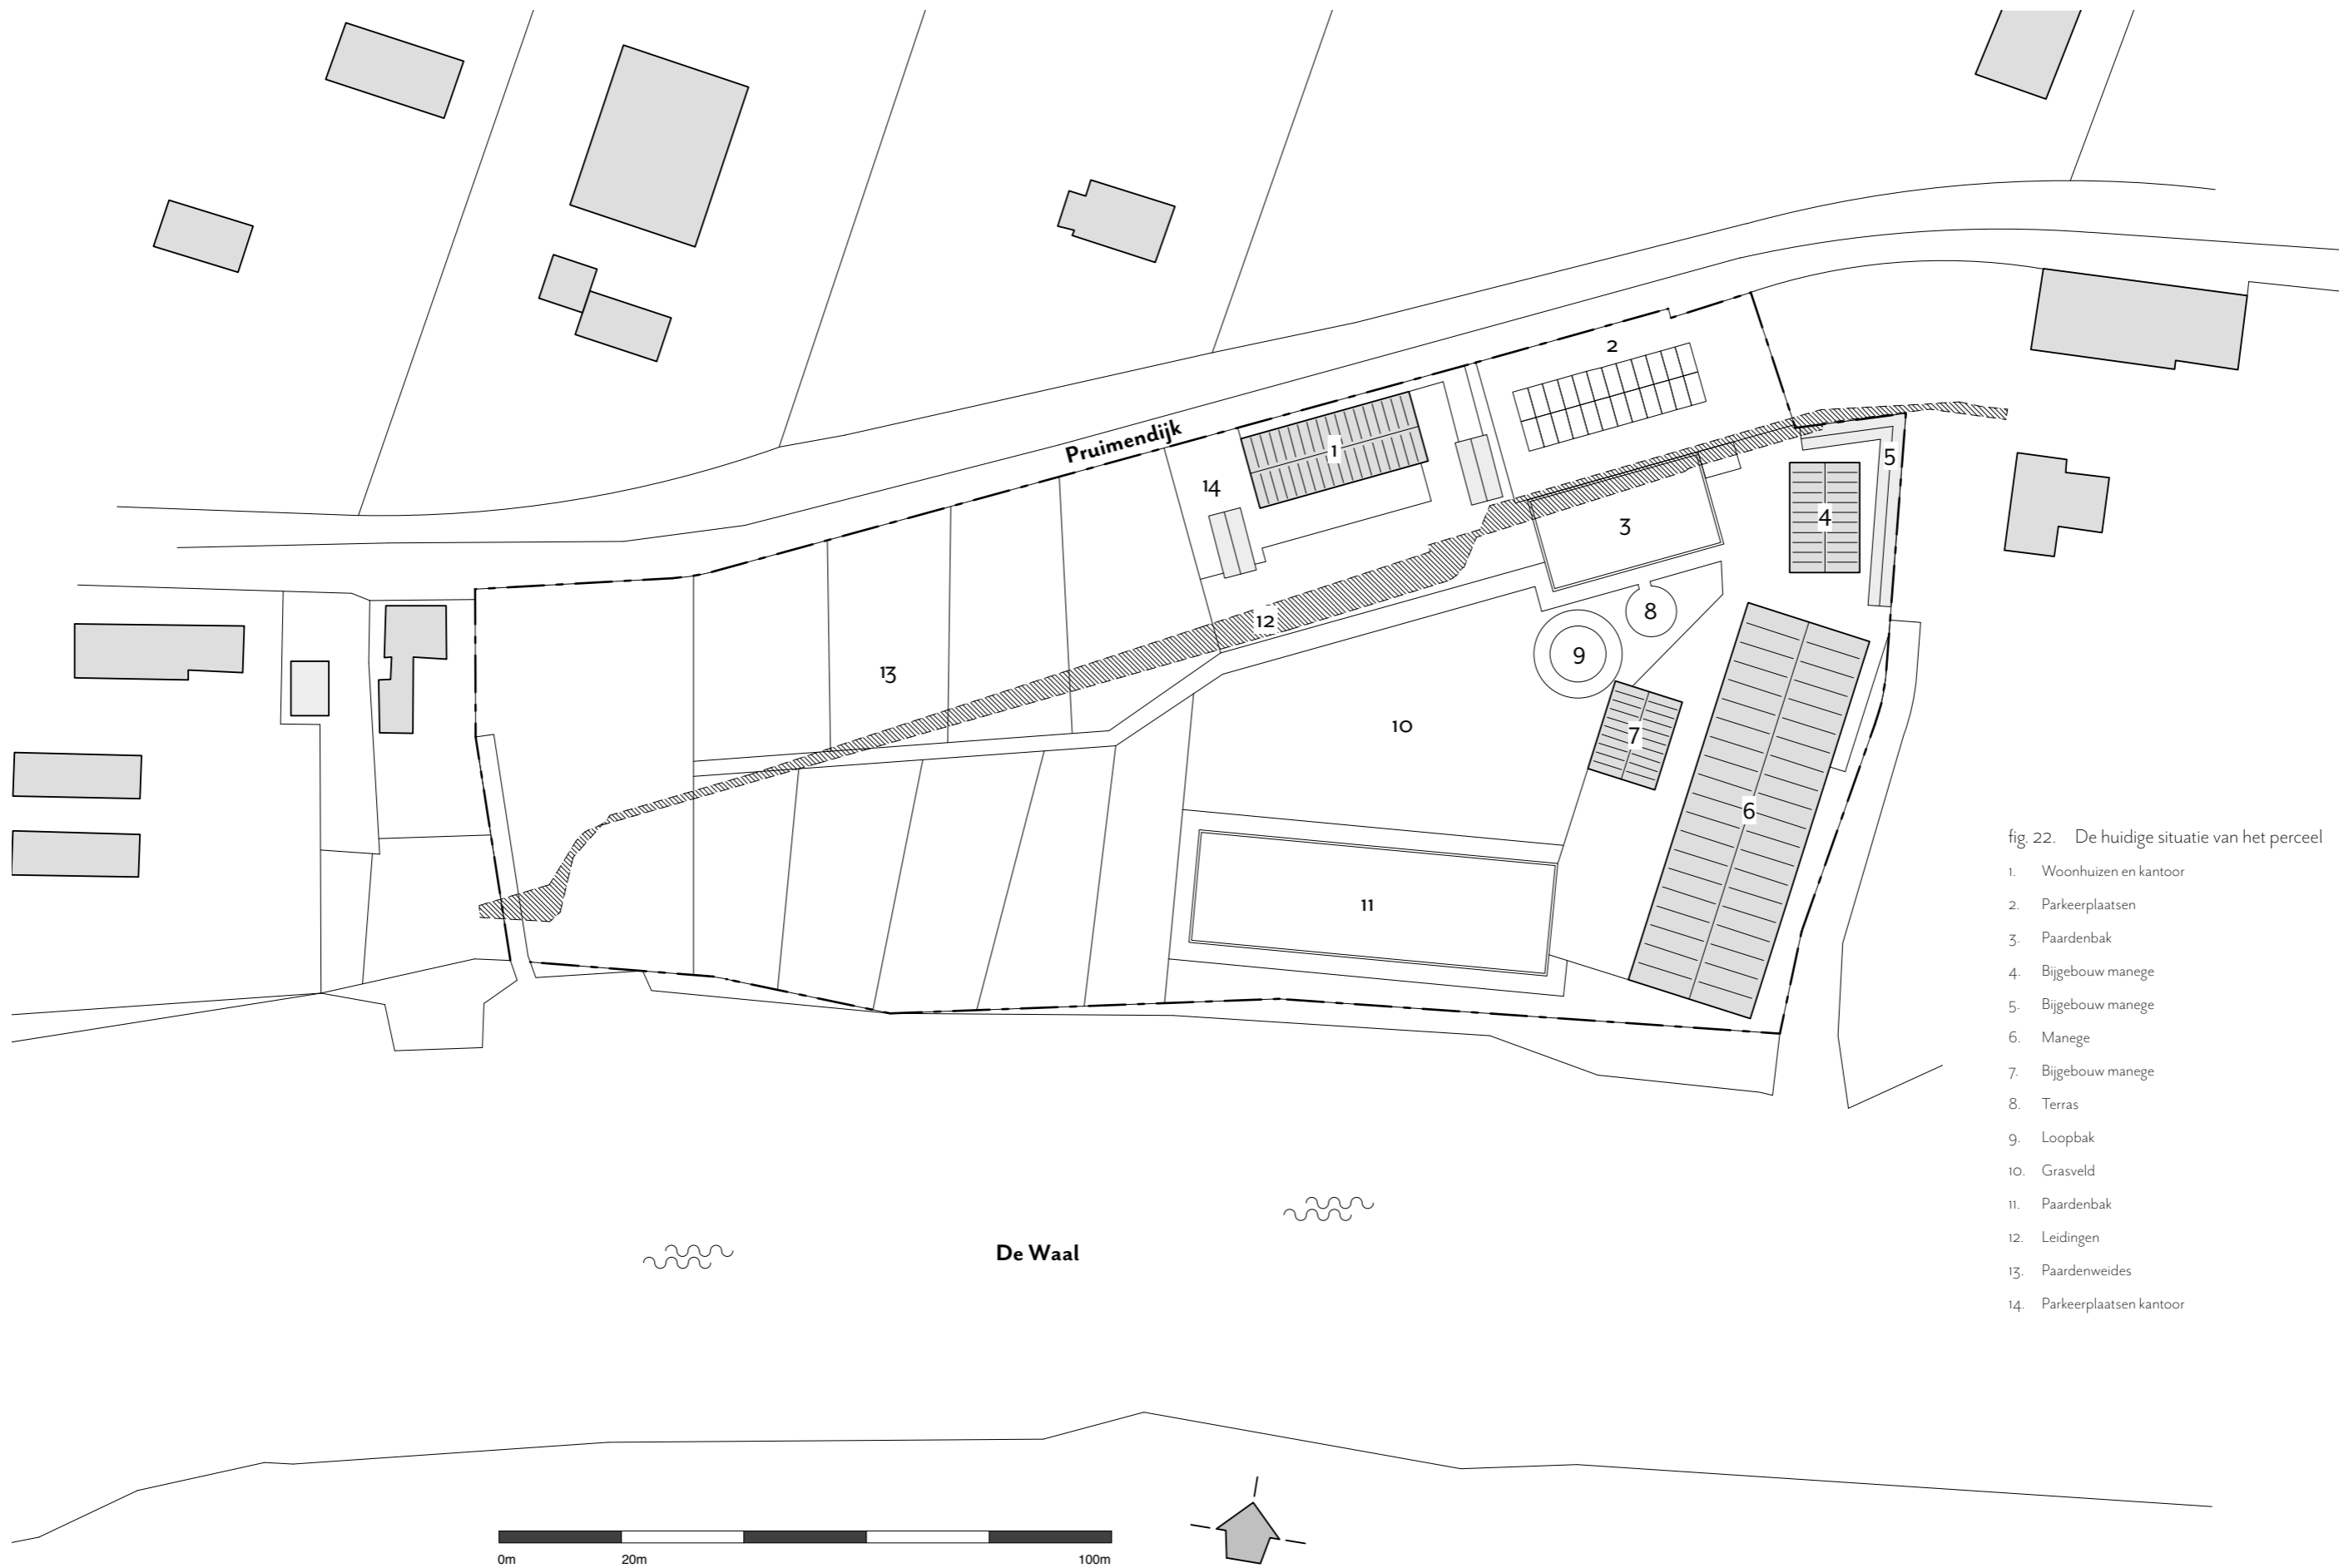 Pruimendijk
2
1
14
5
4
3
12
8
9
13
10
7
6
11
fig. 22. De huidige situatie van het perceel
1. Woonhuizen en kantoor
2. Parkeerplaatsen
3. Paardenbak
4. Bijgebouw manege
5. Bijgebouw manege
6. Manege
7. Bijgebouw manege
8. Terras
9. Loopbak
10. Grasveld
11. Paardenbak
12. Leidingen
13. Paardenweides
14. Parkeerplaatsen kantoor
De Waal
0m 20m 100m